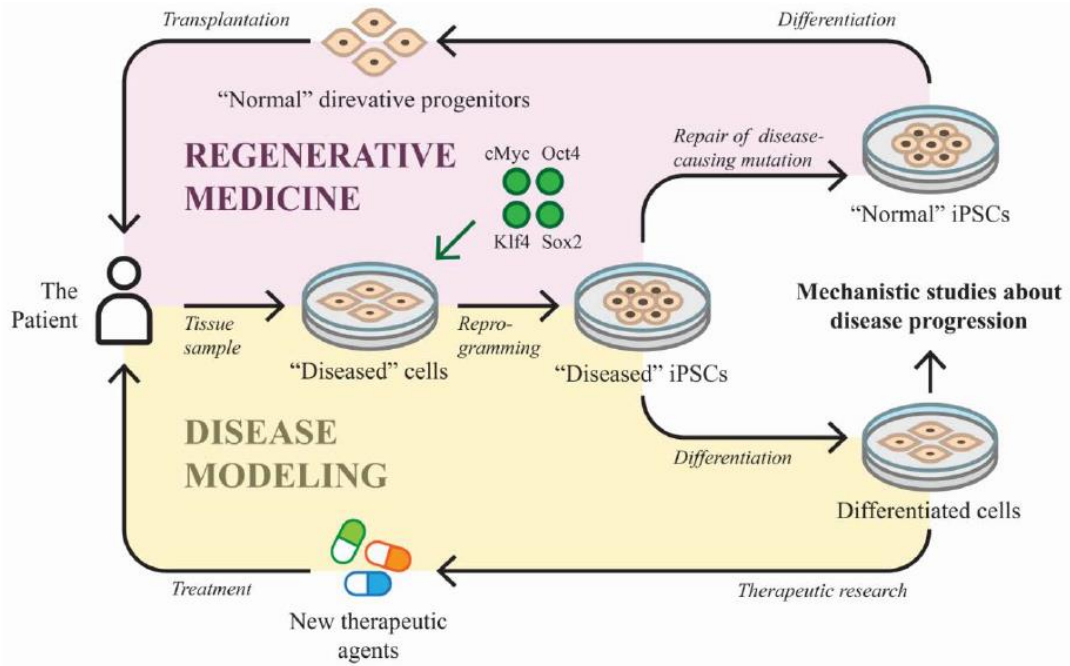 Transplantation
Differentiation
“Normal” direvative progenitors
REGENERATIVE
MEDICINE
cMyc Oct4
Klf4 Sox2
Repair of disease-
causing mutation
“Normal” iPSCs
The
Patient
Tissue
sample
“Diseased” cells
Repro-
gramming
“Diseased” iPSCs
Mechanistic studies about
disease progression
DISEASE
MODELING
Differentiation
Differentiated cells
Treatment
New therapeutic
agents
Therapeutic research